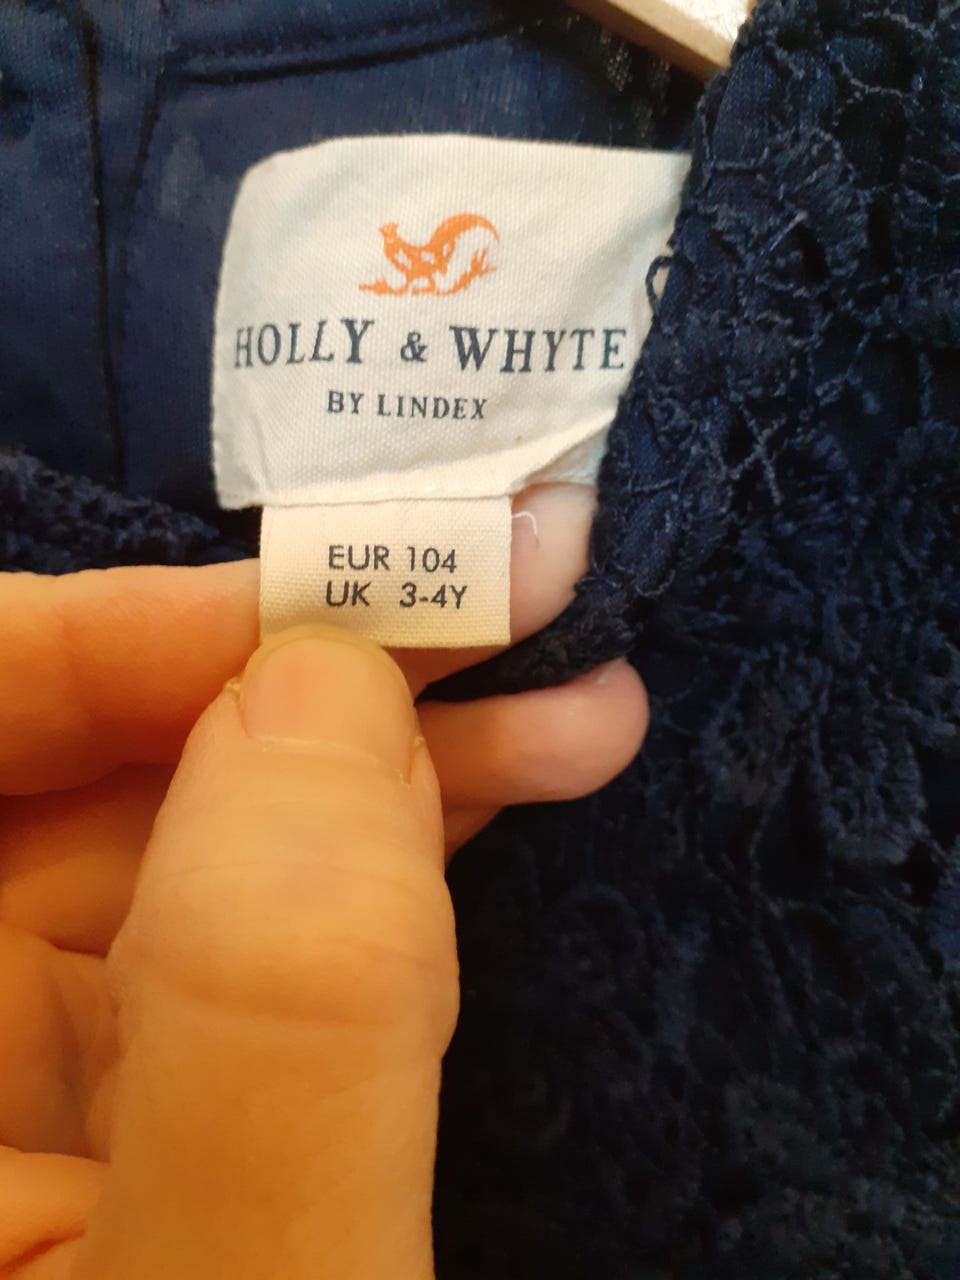 HOLLY & WHYTE
BY LINDEX
EUR 104
UK 3-4Y